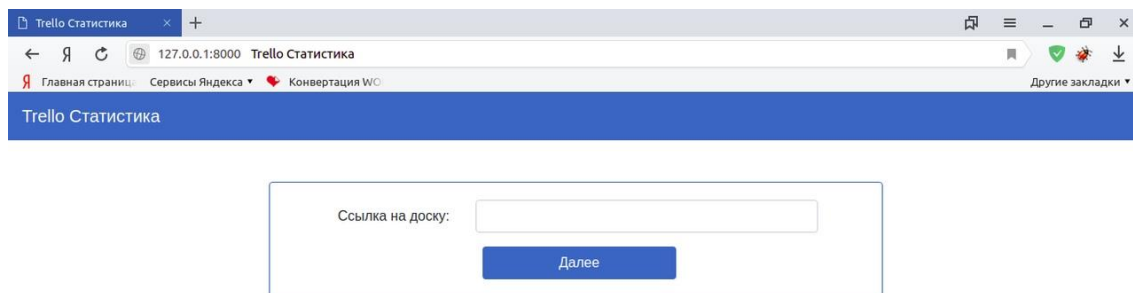 Trello Статистика
127.0.0.1:8000 Trello Статистика
Главная страниц Сервисы Яндекса Конвертация WO Другие закладки
Trello Статистика
Ссылка на доску:
Далее